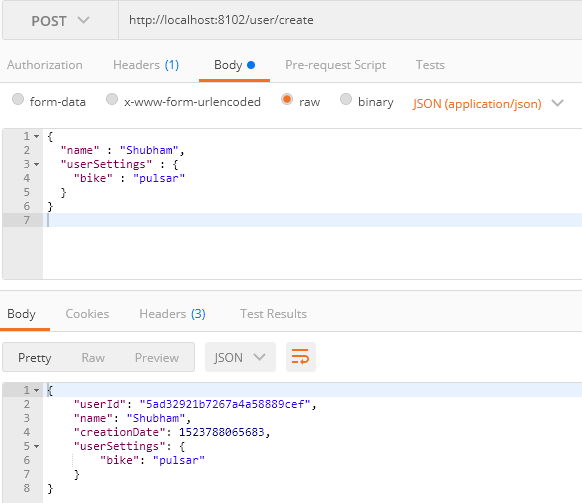 POST http://localhost:8102/user/create
Authorization Headers (1) Body Pre-request Script Tests
form-data x-www-form-urlencoded raw binary JSON (application/json)
1 {
2 "name" : "Shubham",
3 "userSettings" : {
4 "bike" : "pulsar"
5 }
6 }
7
Body Cookies Headers (3) Test Results
Pretty Raw Preview JSON
1 {
2 "userId": "5ad32921b7267a4a58889cef",
3 "name": "Shubham",
4 "creationDate": 1523788065683,
5 "userSettings": {
6 "bike": "pulsar"
7 }
8 }